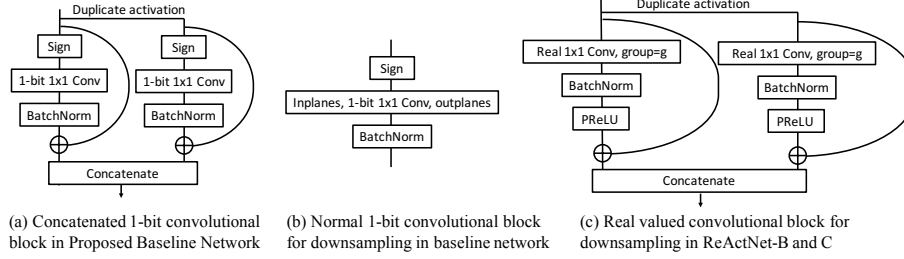 Duplicate activation
Sign
Sign
1-bit 1x1 Conv
1-bit 1x1 Conv
BatchNorm
BatchNorm
Concatenate
(a) Concatenated 1-bit convolutional
block in Proposed Baseline Network
Sign
Inplanes, 1-bit 1x1 Conv, outplanes
BatchNorm
(b) Normal 1-bit convolutional block
for downsampling in baseline network
Duplicate activation
Real 1x1 Conv, group=g
Real 1x1 Conv, group=g
BatchNorm
BatchNorm
PReLU
PReLU
Concatenate
(c) Real valued convolutional block for
downsampling in ReActNet-B and C